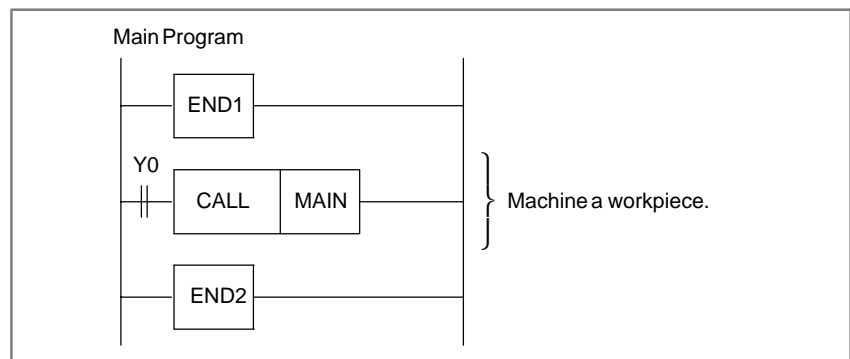 Main Program
END1
Y0
CALL MAIN
Machine a workpiece.
END2